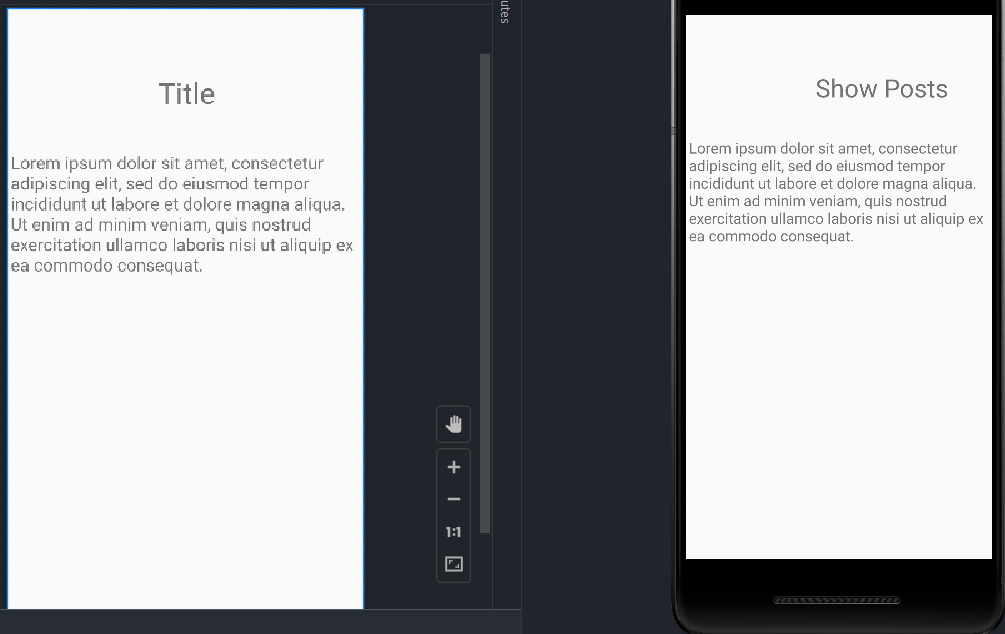 utes
Title
Lorem ipsum dolor sit amet, consectetur
adipiscing elit, sed do eiusmod tempor
incididunt ut labore et dolore magna aliqua.
Ut enim ad minim veniam, quis nostrud
exercitation ullamco laboris nisi ut aliquip ex
ea commodo consequat.
1:1
Show Posts
Lorem ipsum dolor sit amet, consectetur
adipiscing elit, sed do eiusmod tempor
incididunt ut labore et dolore magna aliqua.
Ut enim ad minim veniam, quis nostrud
exercitation ullamco laboris nisi ut aliquip ex
ea commodo consequat.